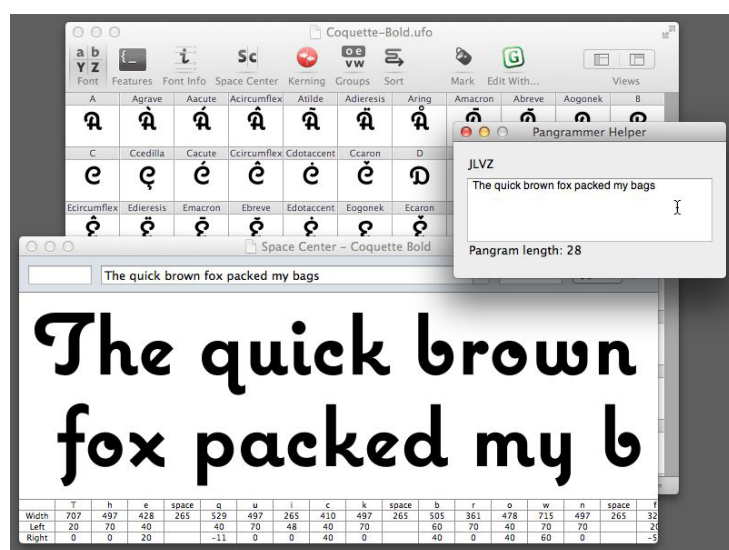 Coquette-Bold.ufo
a b
Y Z
{_
i
Sc
o e
v w
S
G
Font Features Font Info Space Center Kerning Groups Sort Mark Edit With... Views
A Agrave Aacute Acircumflex Atilde Adieresis Aring Amacron Abreve Aogonek B
Pangrammer Helper
C Ccedilla Cacute Ccircumflex Cdotaccent Ccaron D
JLVZ
The quick brown fox packed my bags
Ecircumflex Edieresis Emacron Ebreve Edotaccent Eogonek Ecaron
Pangram length: 28
Space Center – Coquette Bold
The quick brown fox packed my bags
The quick brown
fox packed my b
T h e space q u i c k space b r o w n space f
Width 707 497 428 265 529 497 265 410 497 265 505 361 478 715 497 265
Left 20 70 40 40 70 48 40 70 60 70 40 70 70
Right 0 0 20 -11 0 0 40 0 40 0 40 60 0